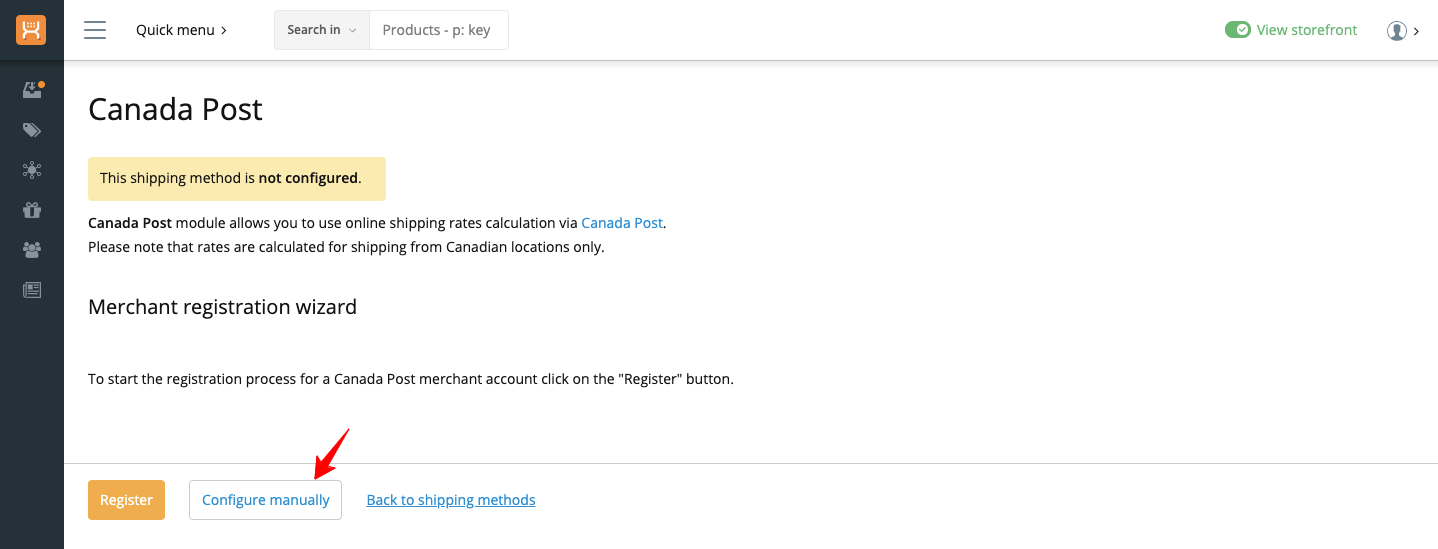 Quick menu
Search in
Products - p: key
View storefront
Canada Post
This shipping method is not configured.
Canada Post module allows you to use online shipping rates calculation via Canada Post.
Please note that rates are calculated for shipping from Canadian locations only.
Merchant registration wizard
To start the registration process for a Canada Post merchant account click on the "Register" button.
Register
Configure manually
Back to shipping methods